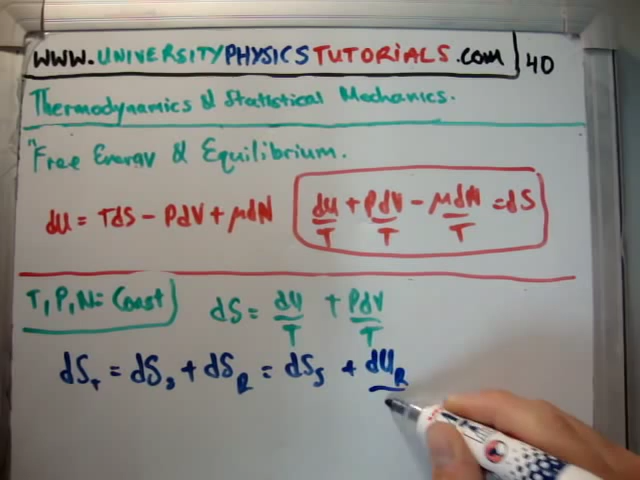 WWW.UNIVERSITYPHYSICSTUTORIALS.COM 40
Thermodynamics & Statistical Mechanics.
"Free Energy & Equilibrium.
dU = TdS - PdV + μdN dU/T + PdV/T - μdN/T = dS
T, P, N = Const dS = dU/T + PdV/T
dS_T = dS_S + dS_R = dS_S + dU_R